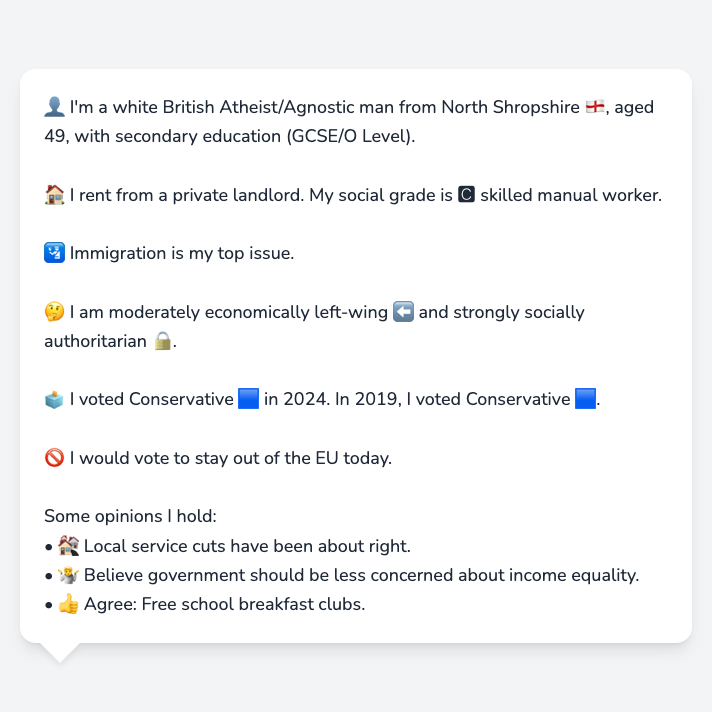 👤 I'm a white British Atheist/Agnostic man from North Shropshire 🏴󠁧󠁢󠁥󠁮󠁧󠁿, aged
49, with secondary education (GCSE/O Level).
🏠 I rent from a private landlord. My social grade is 🅲 skilled manual worker.
🛂 Immigration is my top issue.
🤔 I am moderately economically left-wing ⬅️ and strongly socially
authoritarian 🔒.
🗳️ I voted Conservative 🟦 in 2024. In 2019, I voted Conservative 🟦.
🚫 I would vote to stay out of the EU today.
Some opinions I hold:
• 🏚️ Local service cuts have been about right.
• 🤷 Believe government should be less concerned about income equality.
• 👍 Agree: Free school breakfast clubs.